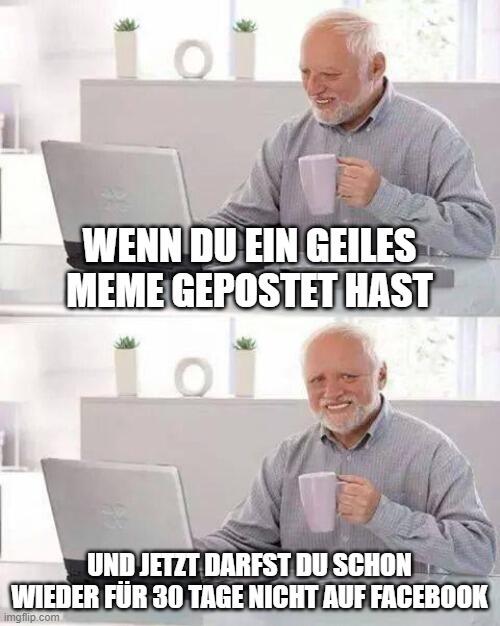 WENN DU EIN GEILES
MEME GEPOSTET HAST
UND JETZT DARFST DU SCHON
WIEDER FÜR 30 TAGE NICHT AUF FACEBOOK
imgflip.com